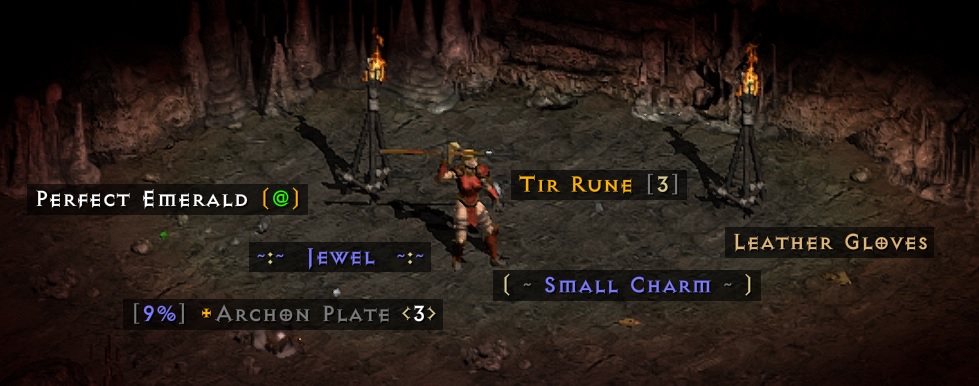 Perfect Emerald (@)
Tir Rune [3]
Leather Gloves
~:~ Jewel ~:~
( ~ Small Charm ~ )
[9%] +Archon Plate <3>